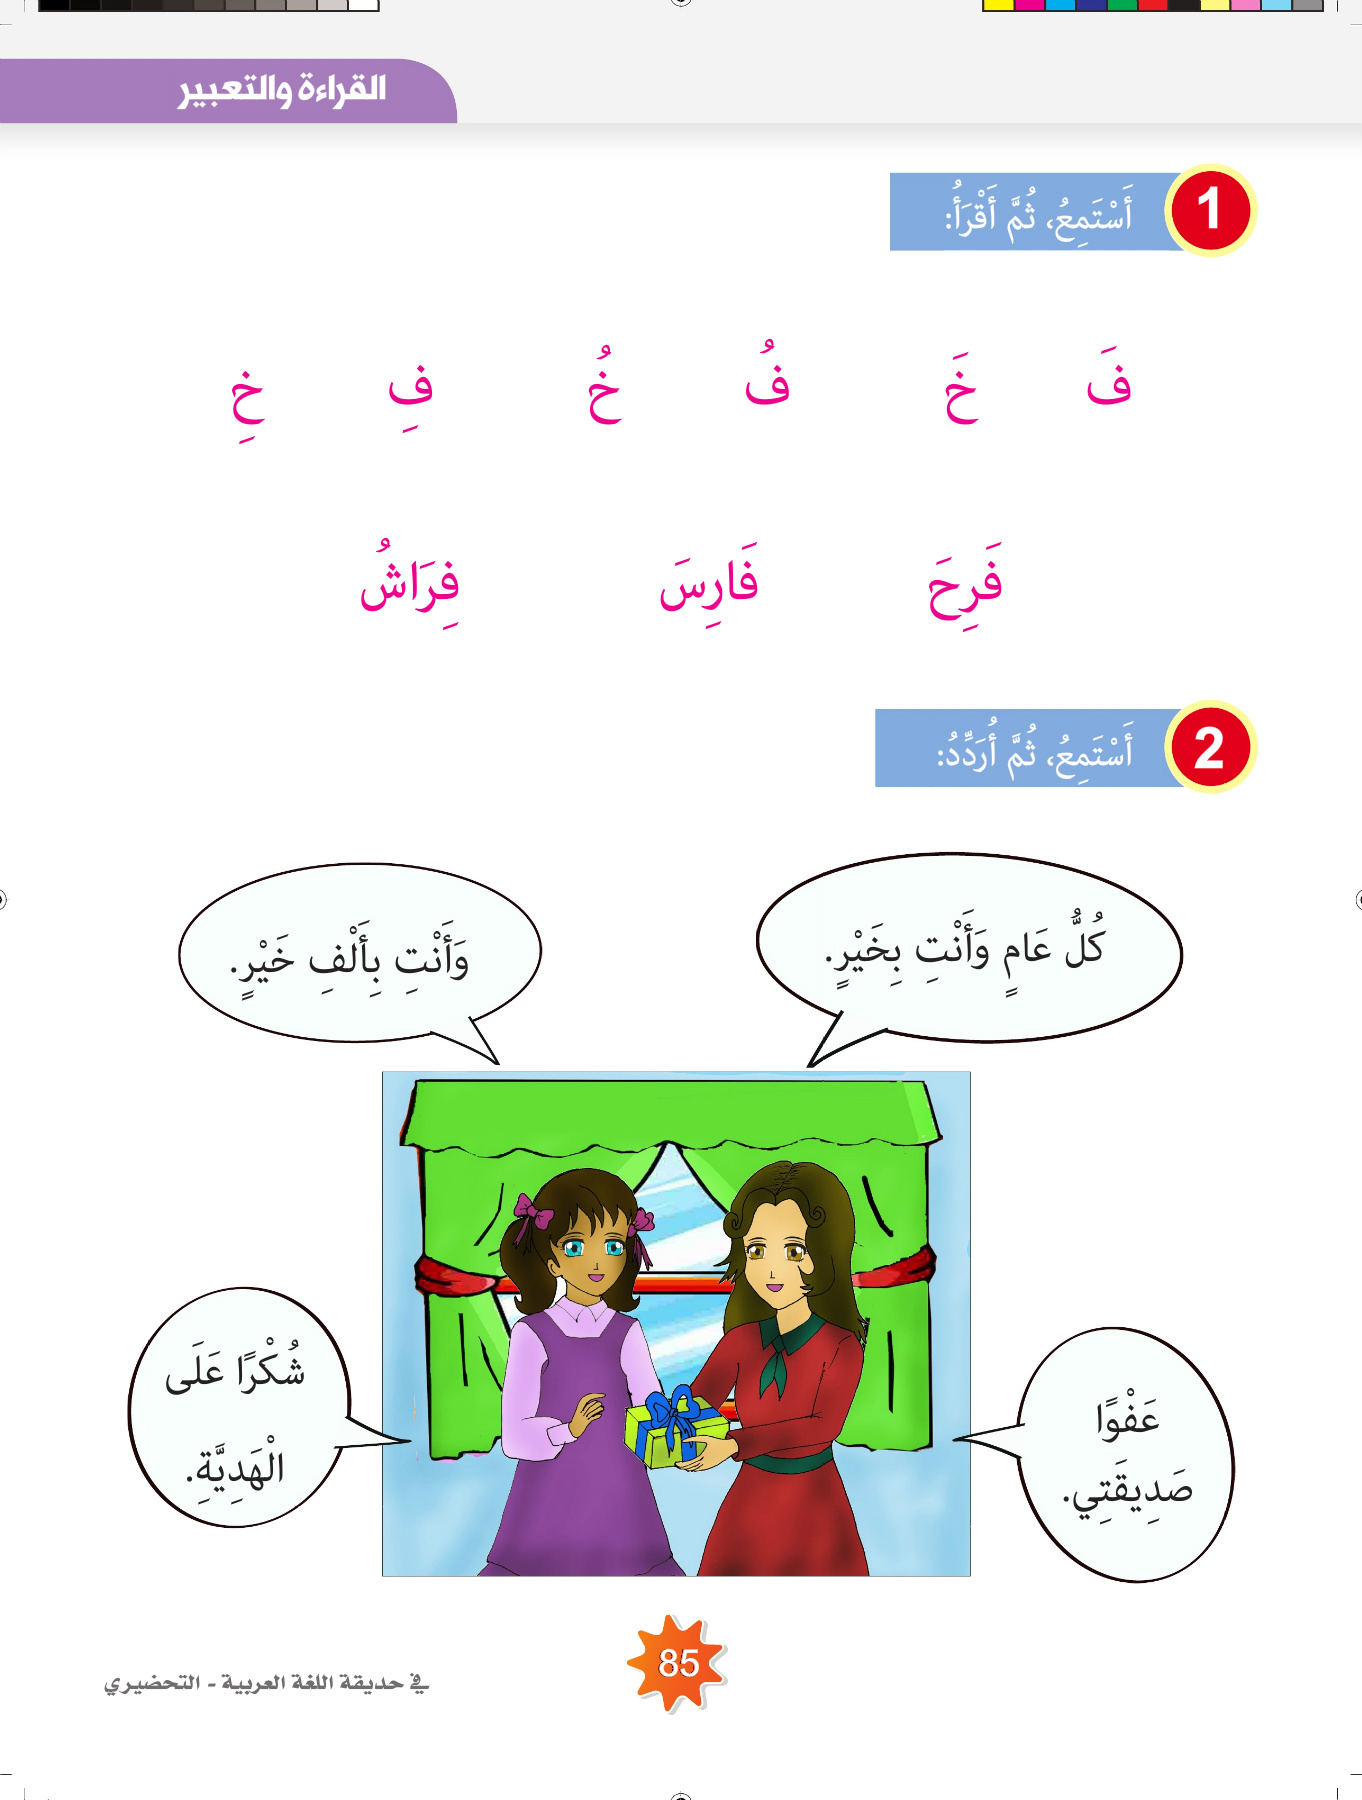 القراءة والتعبير
1 أَسْتَمِعُ، ثُمَّ أَقْرَأُ:
فَ خَ فُ خُ فِ خِ
فَرِحَ فَارِسَ فِرَاشُ
2 أَسْتَمِعُ، ثُمَّ أُرَدِّدُ:
كُلُّ عَامٍ وَأَنْتِ بِخَيْرٍ.
وَأَنْتِ بِأَلْفِ خَيْرٍ.
شُكْرًا عَلَى
الْهَدِيَّةِ.
عَفْوًا
صَدِيقَتِي.
85
في حديقة اللغة العربية - التحضيري